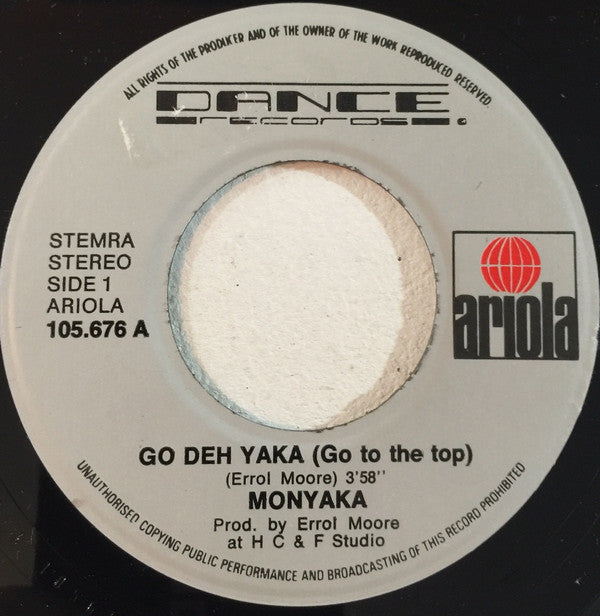 ALL RIGHTS OF THE PRODUCER AND OF THE OWNER OF THE WORK REPRODUCED RESERVED
DANCE
records
STEMRA
STEREO
SIDE 1
ARIOLA
105.676 A
ariola
GO DEH YAKA (Go to the top)
(Errol Moore) 3'58''
MONYAKA
Prod. by Errol Moore
at H C & F Studio
UNAUTHORISED COPYING PUBLIC PERFORMANCE AND BROADCASTING OF THIS RECORD PROHIBITED